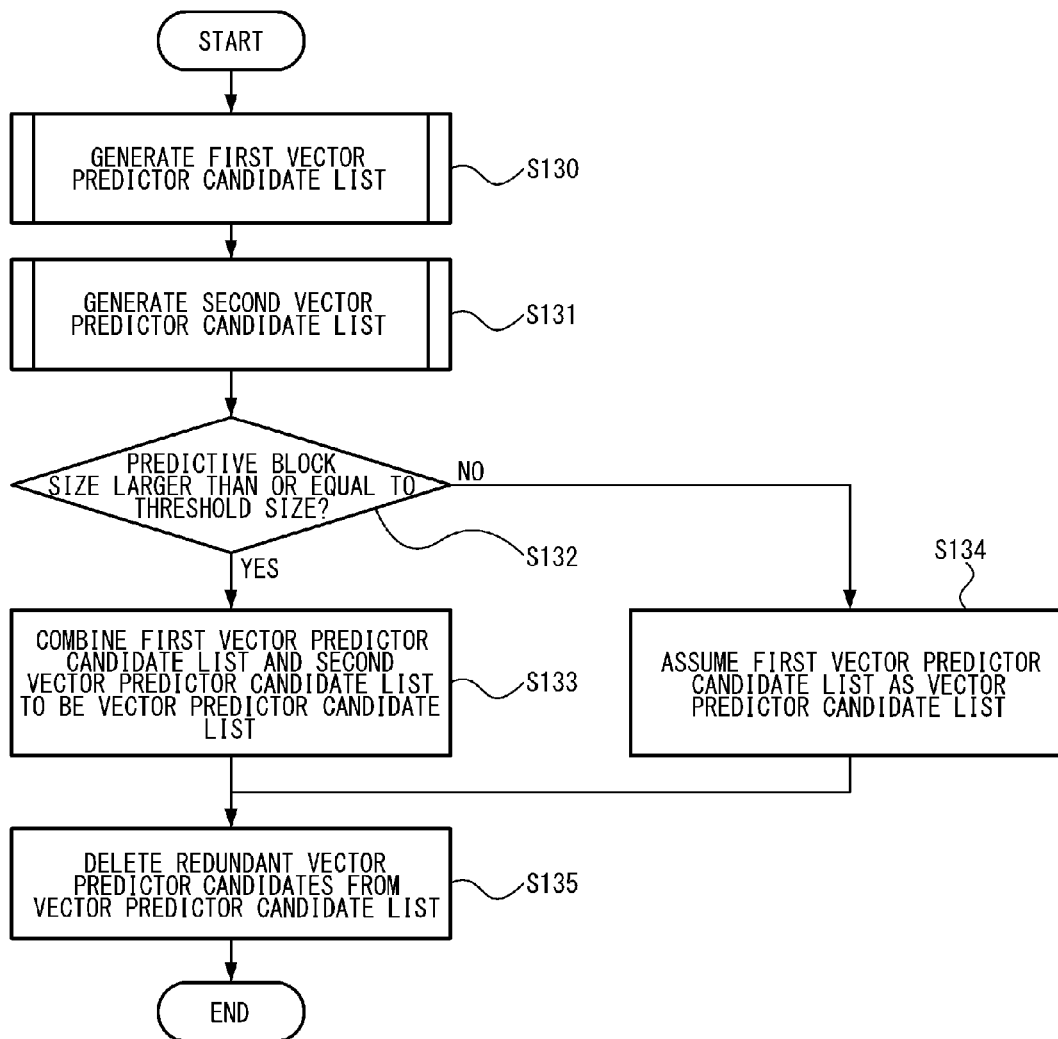 START
GENERATE FIRST VECTOR
PREDICTOR CANDIDATE LIST
S130
GENERATE SECOND VECTOR
PREDICTOR CANDIDATE LIST
S131
PREDICTIVE BLOCK
SIZE LARGER THAN OR EQUAL TO
THRESHOLD SIZE?
NO
S132
YES
S134
COMBINE FIRST VECTOR PREDICTOR
CANDIDATE LIST AND SECOND
VECTOR PREDICTOR CANDIDATE LIST
TO BE VECTOR PREDICTOR CANDIDATE
LIST
S133
ASSUME FIRST VECTOR PREDICTOR
CANDIDATE LIST AS VECTOR
PREDICTOR CANDIDATE LIST
DELETE REDUNDANT VECTOR
PREDICTOR CANDIDATES FROM
VECTOR PREDICTOR CANDIDATE LIST
S135
END